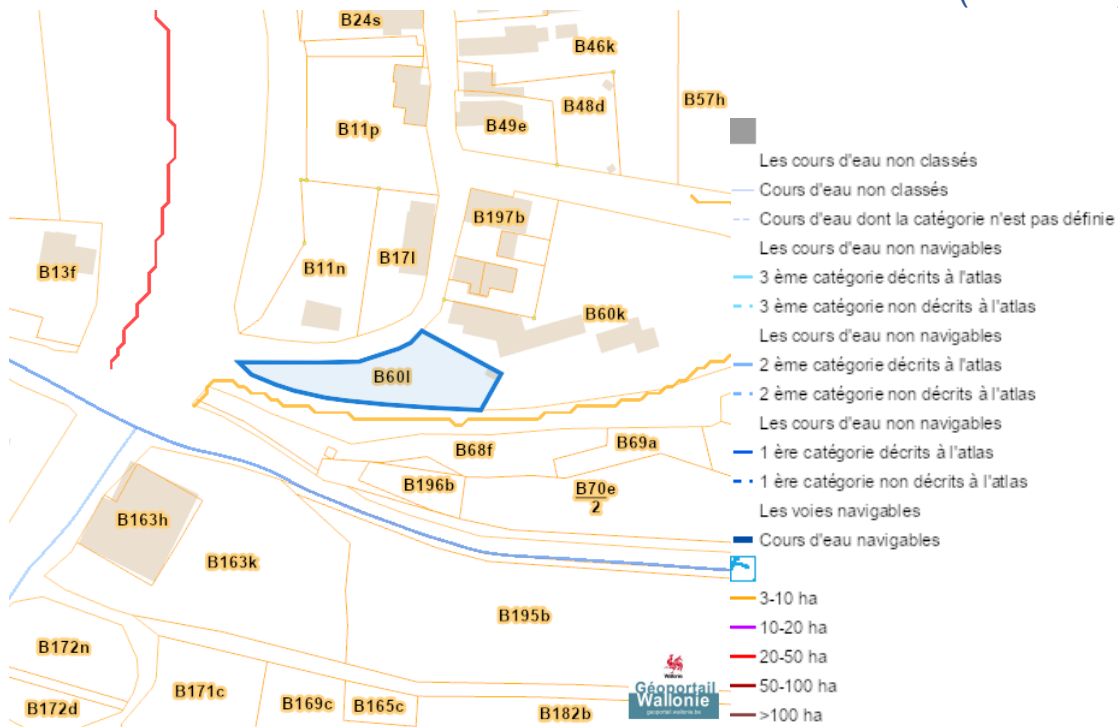 (
B24s
B46k
B57h
B48d
B11p
B49e
Les cours d'eau non classés
Cours d'eau non classés
B197b
Cours d'eau dont la catégorie n'est pas définie
Les cours d'eau non navigables
B17l
B11n
B13f
3 ème catégorie décrits à l'atlas
3 ème catégorie non décrits à l'atlas
B60k
Les cours d'eau non navigables
2 ème catégorie décrits à l'atlas
B60l
2 ème catégorie non décrits à l'atlas
Les cours d'eau non navigables
B68f
B69a
1 ère catégorie décrits à l'atlas
B196b
B70e
2
1 ère catégorie non décrits à l'atlas
Les voies navigables
B163h
Cours d'eau navigables
B163k
3-10 ha
B195b
10-20 ha
B172n
20-50 ha
Wallonie
Géoportail
Wallonie
geoportail.wallonie.be
50-100 ha
B171c
B169c
B165c
B172d
B182b
>100 ha